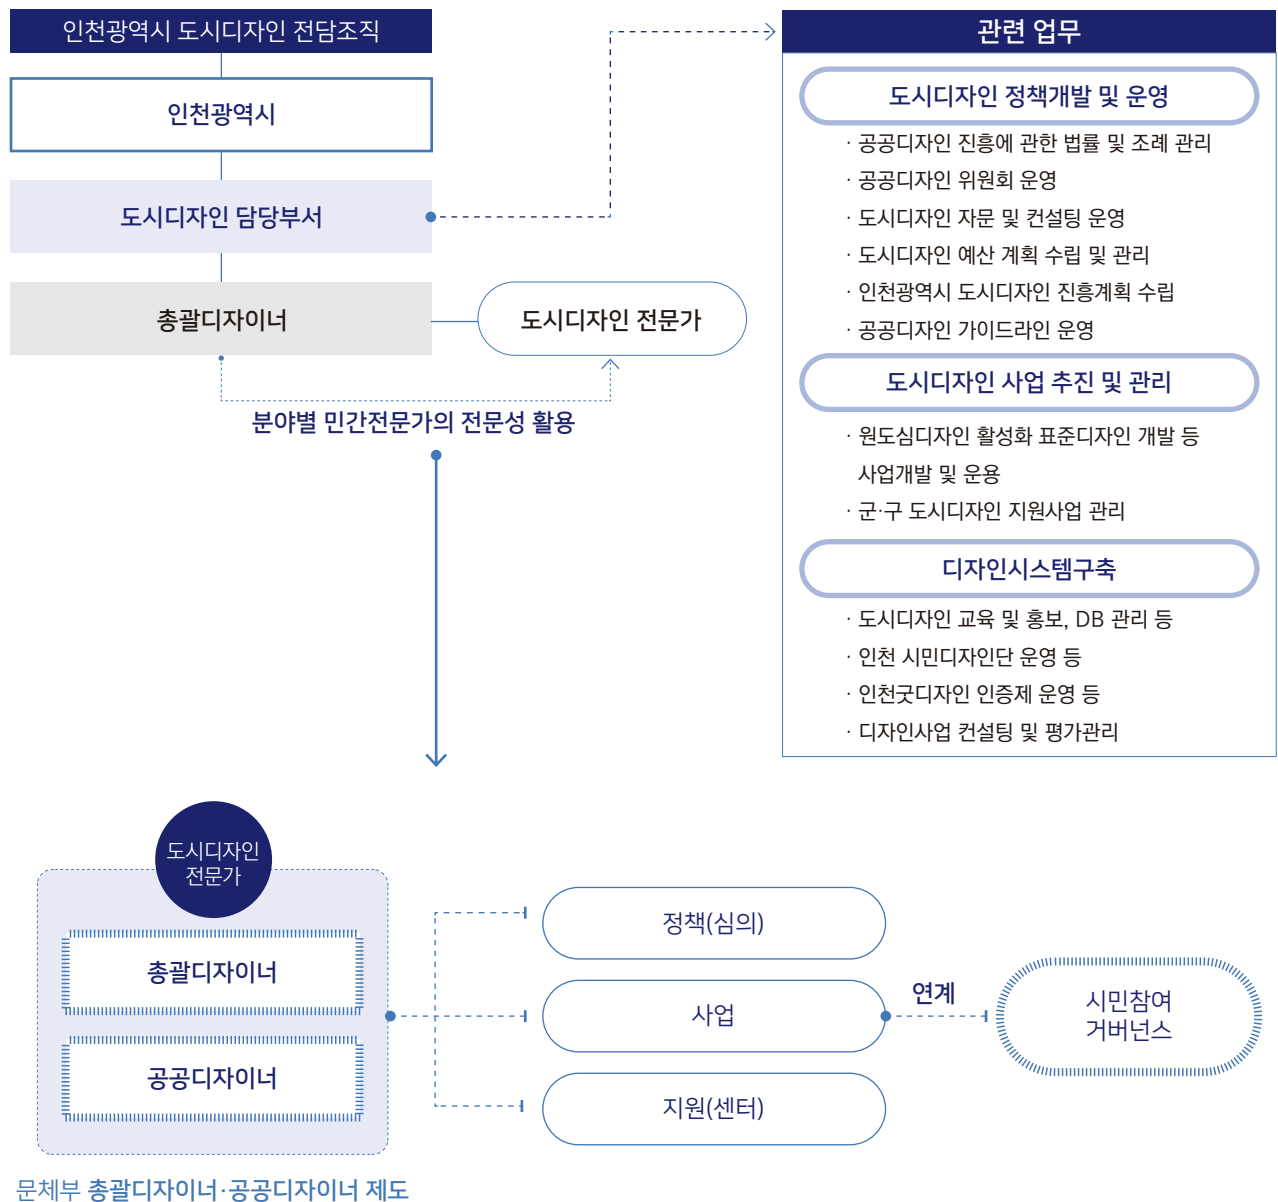 인천광역시 도시디자인 전담조직
인천광역시
도시디자인 담당부서
총괄디자이너
도시디자인 전문가
분야별 민간전문가의 전문성 활용
관련 업무
도시디자인 정책개발 및 운영
· 공공디자인 진흥에 관한 법률 및 조례 관리
· 공공디자인 위원회 운영
· 도시디자인 자문 및 컨설팅 운영
· 도시디자인 예산 계획 수립 및 관리
· 인천광역시 도시디자인 진흥계획 수립
· 공공디자인 가이드라인 운영
도시디자인 사업 추진 및 관리
· 원도심디자인 활성화 표준디자인 개발 등
사업개발 및 운용
· 군·구 도시디자인 지원사업 관리
디자인시스템구축
· 도시디자인 교육 및 홍보, DB 관리 등
· 인천 시민디자인단 운영 등
· 인천굿디자인 인증제 운영 등
· 디자인사업 컨설팅 및 평가관리
도시디자인
전문가
총괄디자이너
공공디자이너
정책(심의)
사업
지원(센터)
연계
시민참여
거버넌스
문체부 총괄디자이너·공공디자이너 제도